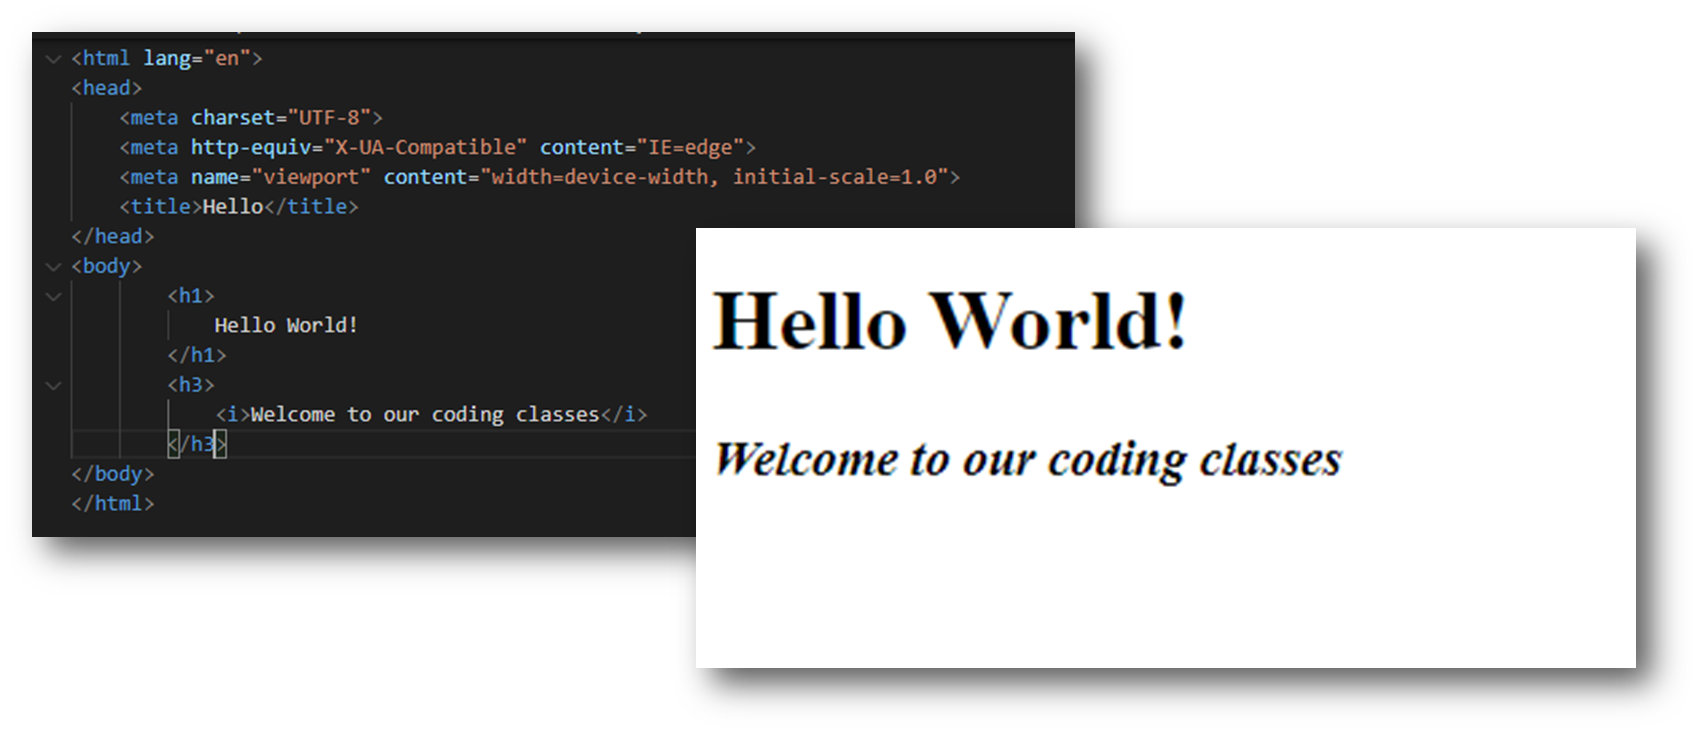 <html lang="en">
<head>
<meta charset="UTF-8">
<meta http-equiv="X-UA-Compatible" content="IE=edge">
<meta name="viewport" content="width=device-width, initial-scale=1.0">
<title>Hello</title>
</head>
<body>
<h1>
Hello World!
</h1>
<h3>
<i>Welcome to our coding classes</i>
</h3>
</body>
</html>
Hello World!
Welcome to our coding classes